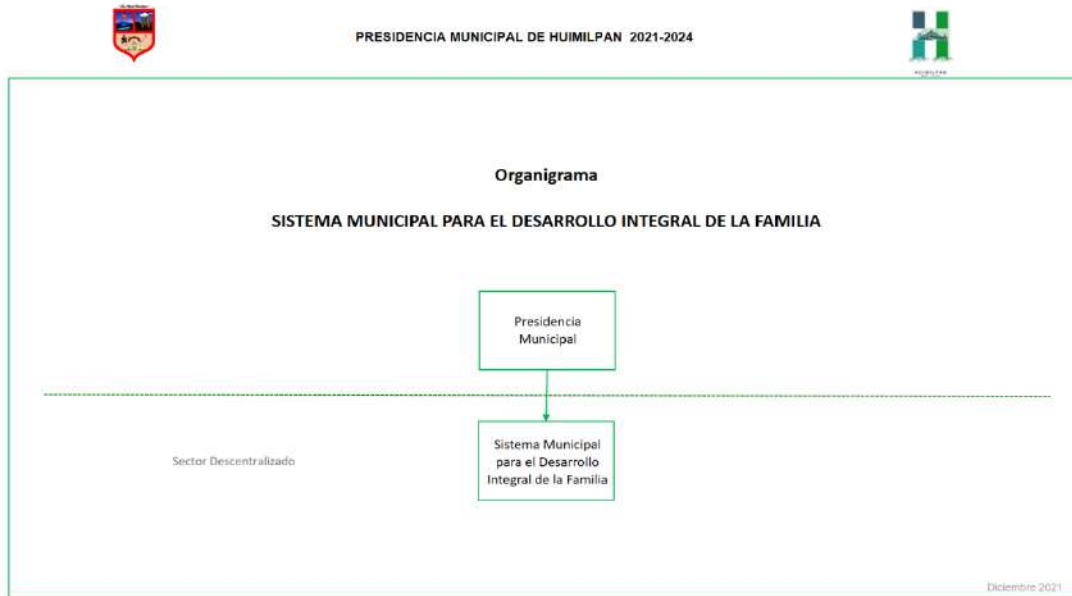 PRESIDENCIA MUNICIPAL DE HUIMILPAN 2021-2024
HUIMILPAN
Organigrama
SISTEMA MUNICIPAL PARA EL DESARROLLO INTEGRAL DE LA FAMILIA
Presidencia
Municipal
Sector Descentralizado
Sistema Municipal
para el Desarrollo
Integral de la Familia
Diciembre 2021